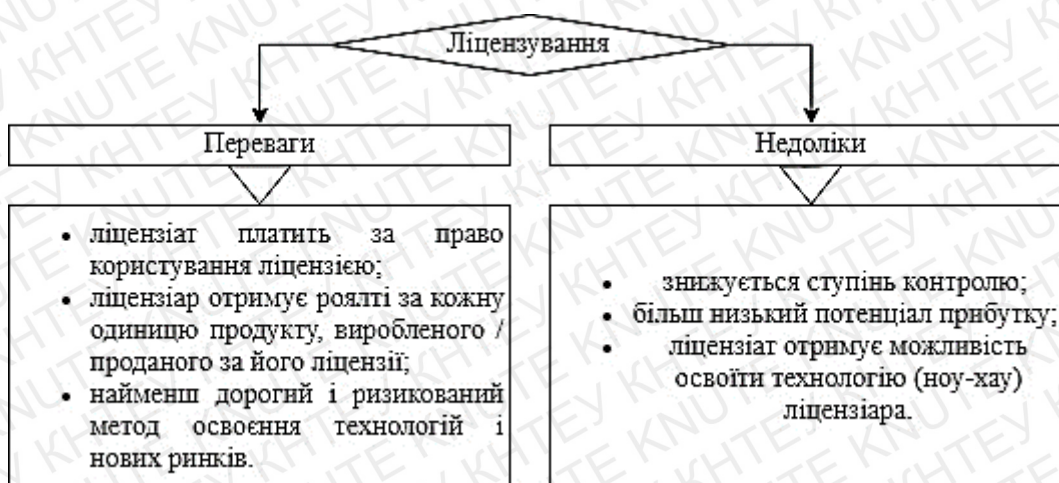 Ліцензування
Переваги
Недоліки
• ліцензіат платить за право
користування ліцензією;
• ліцензіар отримує роялті за кожну
одиницю продукту, виробленого /
проданого за його ліцензії;
• найменш дорогий і ризикований
метод освоєння технологій і
нових ринків.
• знижується ступінь контролю;
• більш низький потенціал прибутку;
• ліцензіат отримує можливість
освоїти технологію (ноу-хау)
ліцензіара.